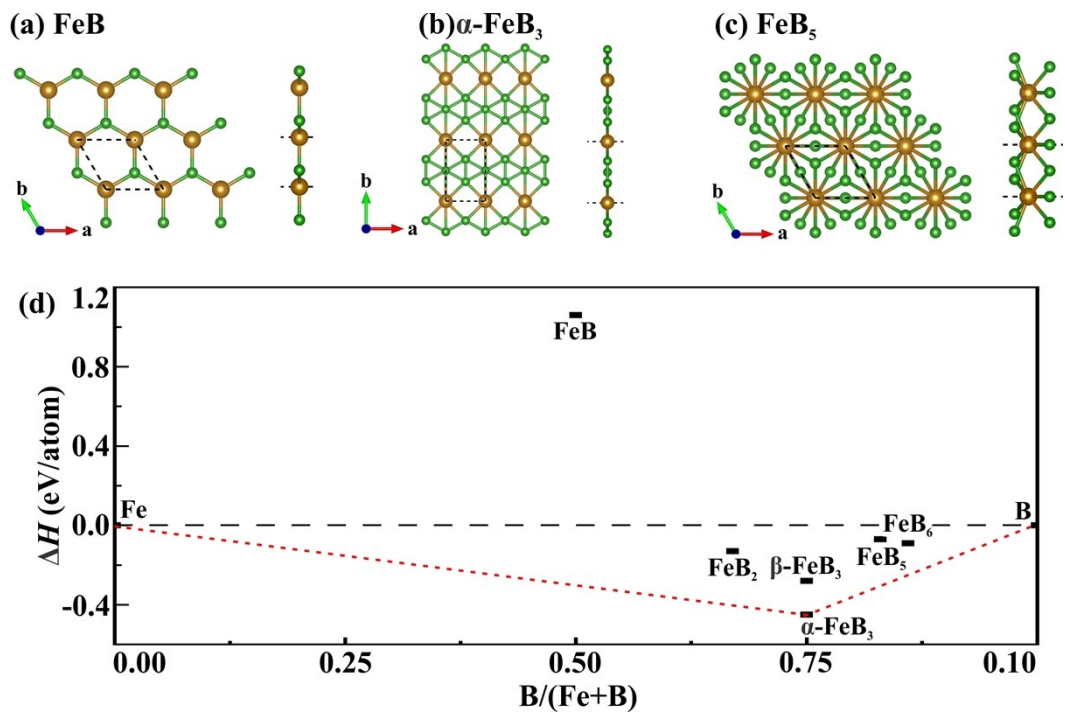 (a) FeB
(b)α-FeB₃
(c) FeB₅
b
a
b
a
b
a
(d)
1.2
0.8
0.4
0.0
-0.4
ΔH (eV/atom)
Fe
FeB
FeB₂
β-FeB₃
α-FeB₃
FeB₅
FeB₆
B
0.00
0.25
0.50
0.75
0.10
B/(Fe+B)